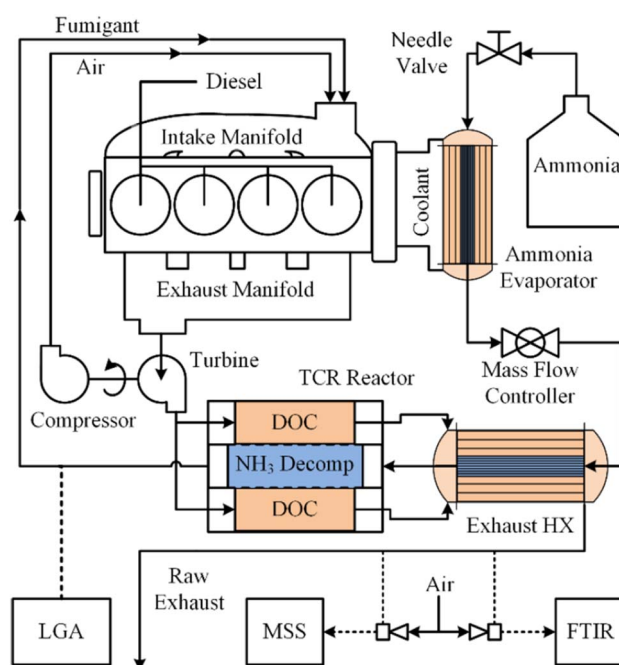 Fumigant
Air
Diesel
Needle
Valve
Intake Manifold
Ammonia
Coolant
Ammonia
Evaporator
Exhaust Manifold
Turbine
Mass Flow
Controller
Compressor
TCR Reactor
DOC
NH₃ Decomp
DOC
Exhaust HX
Raw
Exhaust
Air
LGA
MSS
FTIR